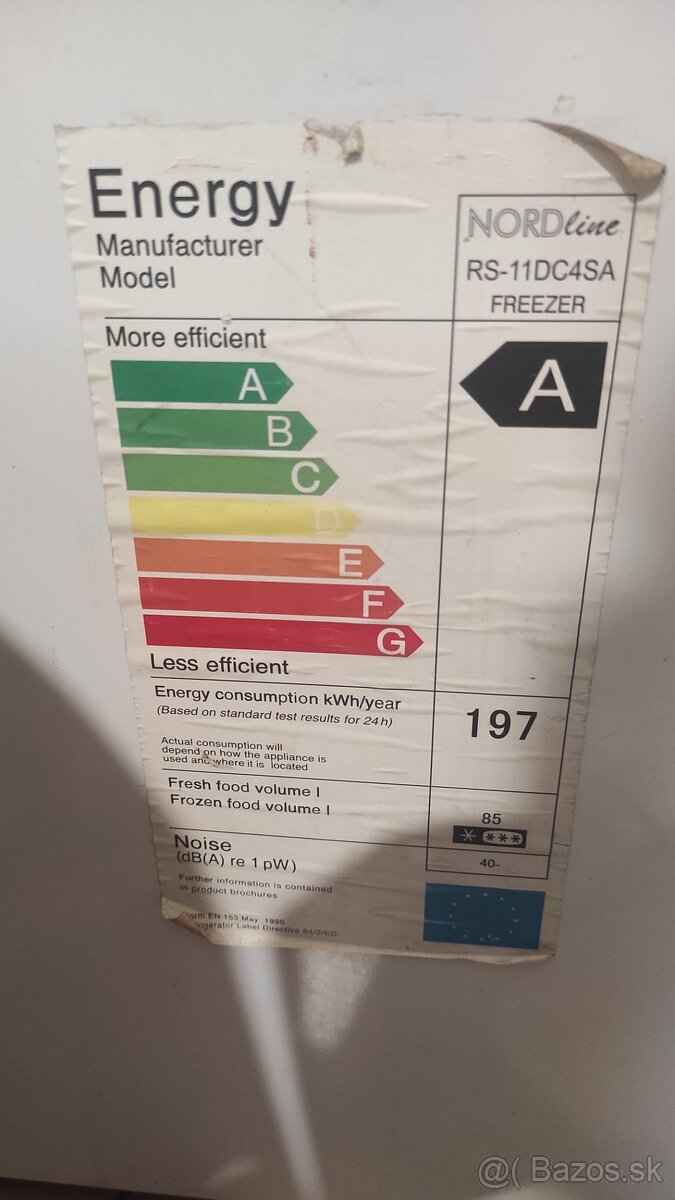 Energy
Manufacturer
Model
NORDline
RS-11DC4SA
FREEZER
More efficient
A
B
C
D
E
F
G
A
Less efficient
Energy consumption kWh/year
(Based on standard test results for 24h)
197
Actual consumption will
depend on how the appliance is
used and where it is located
Fresh food volume l
Frozen food volume l
85
Noise
(dB(A) re 1 pW)
40-
Further information is contained
in product brochures
Norm EN 153 May 1990
Refrigerator Label Directive 94/2/EC
@( Bazos.sk